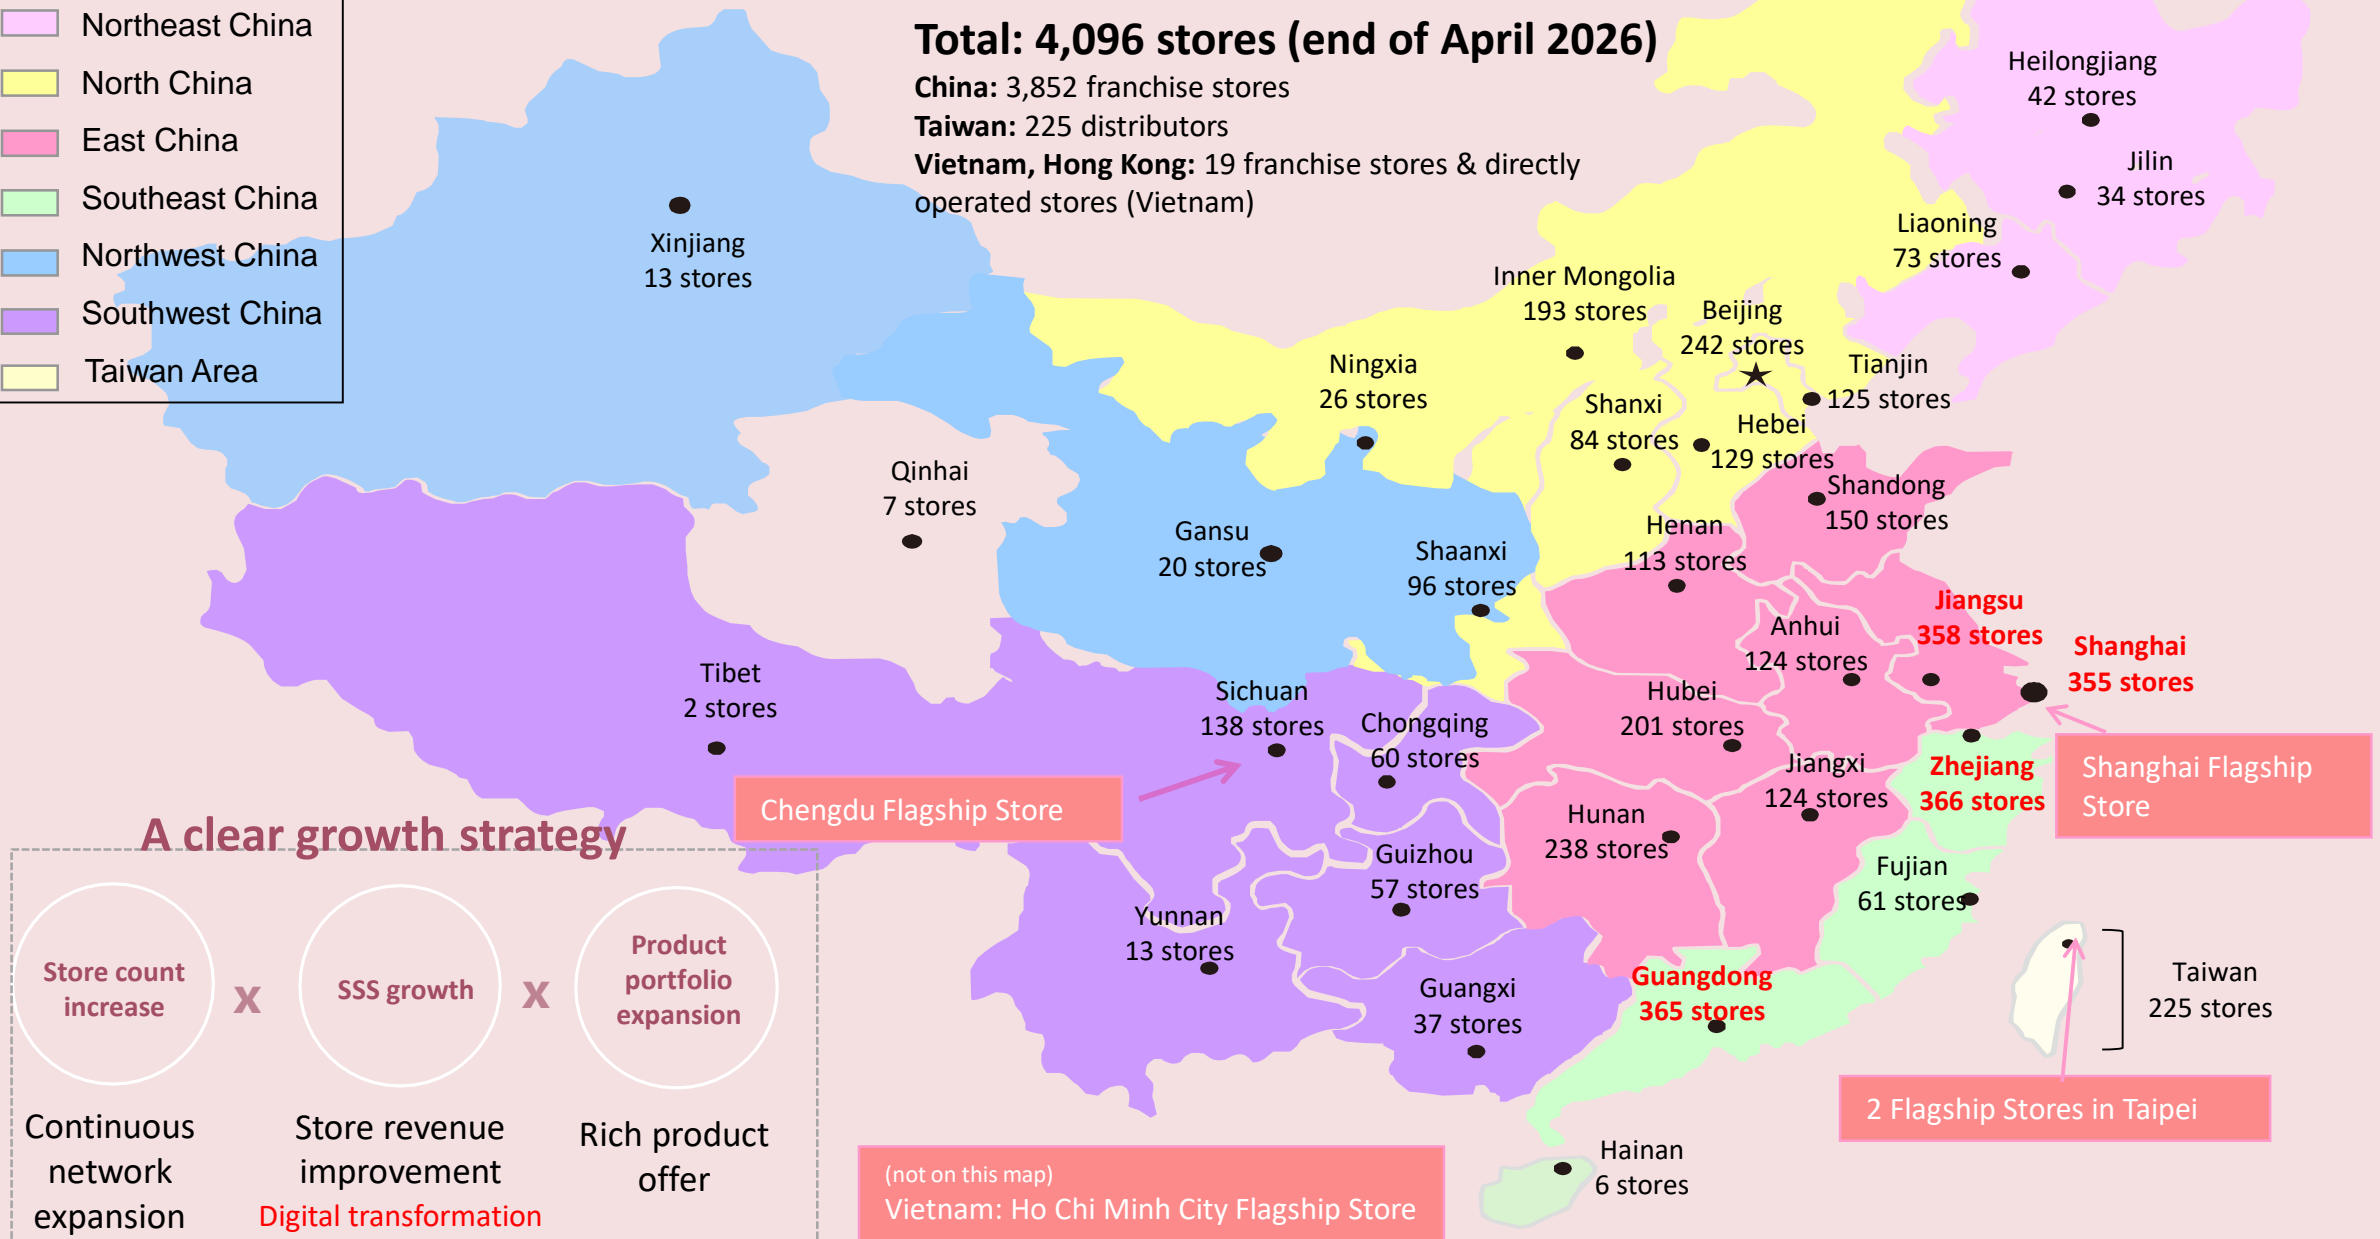 Northeast China
North China
East China
Southeast China
Northwest China
Southwest China
Taiwan Area
Total: 4,096 stores (end of April 2026)
China: 3,852 franchise stores
Taiwan: 225 distributors
Vietnam, Hong Kong: 19 franchise stores & directly
operated stores (Vietnam)
Heilongjiang
42 stores
Jilin
34 stores
Liaoning
73 stores
Xinjiang
13 stores
Inner Mongolia
193 stores
Beijing
242 stores
Tianjin
125 stores
Ningxia
26 stores
Shanxi
84 stores
Hebei
129 stores
Qinhai
7 stores
Shandong
150 stores
Gansu
20 stores
Shaanxi
96 stores
Henan
113 stores
Jiangsu
358 stores
Anhui
124 stores
Shanghai
355 stores
Tibet
2 stores
Sichuan
138 stores
Chongqing
60 stores
Hubei
201 stores
Jiangxi
124 stores
Zhejiang
366 stores
Shanghai Flagship
Store
Chengdu Flagship Store
Hunan
238 stores
Guizhou
57 stores
Fujian
61 stores
Yunnan
13 stores
Guangxi
37 stores
Guangdong
365 stores
Taiwan
225 stores
2 Flagship Stores in Taipei
Hainan
6 stores
(not on this map)
Vietnam: Ho Chi Minh City Flagship Store
A clear growth strategy
Store count
increase
x
SSS growth
x
Product
portfolio
expansion
Continuous
network
expansion
Store revenue
improvement
Digital transformation
Rich product
offer